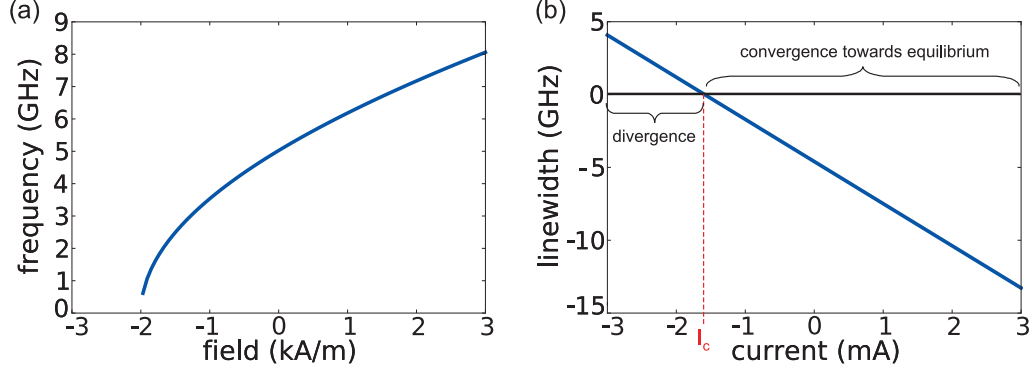 (a)
9
8
7
6
5
4
3
2
1
0
frequency (GHz)
-3 -2 -1 0 1 2 3
field (kA/m)
(b)
5
0
-5
-10
-15
linewidth (GHz)
convergence towards equilibrium
divergence
-3 -2 -1 0 1 2 3
Ic
current (mA)